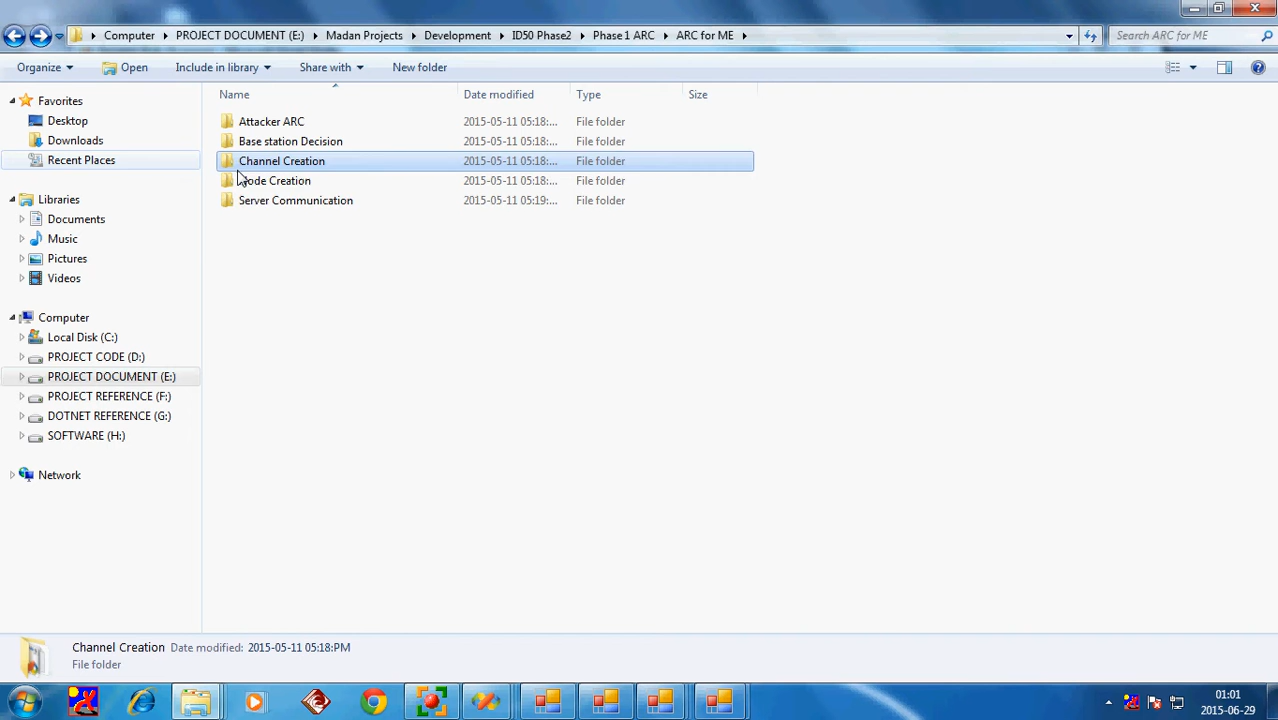 Computer PROJECT DOCUMENT (E:) Madan Projects Development ID50 Phase2 Phase 1 ARC ARC for ME Search ARC for ME
Organize Open Include in library Share with New folder
Name Date modified Type Size
Favorites
Desktop
Downloads
Recent Places
Libraries
Documents
Music
Pictures
Videos
Computer
Local Disk (C:)
PROJECT CODE (D:)
PROJECT DOCUMENT (E:)
PROJECT REFERENCE (F:)
DOTNET REFERENCE (G:)
SOFTWARE (H:)
Network
Attacker ARC 2015-05-11 05:18:... File folder
Base station Decision 2015-05-11 05:18:... File folder
Channel Creation 2015-05-11 05:18:... File folder
Creation 2015-05-11 05:18:... File folder
Server Communication 2015-05-11 05:19:... File folder
Channel Creation Date modified: 2015-05-11 05:18:PM
File folder
01:01
2015-06-29